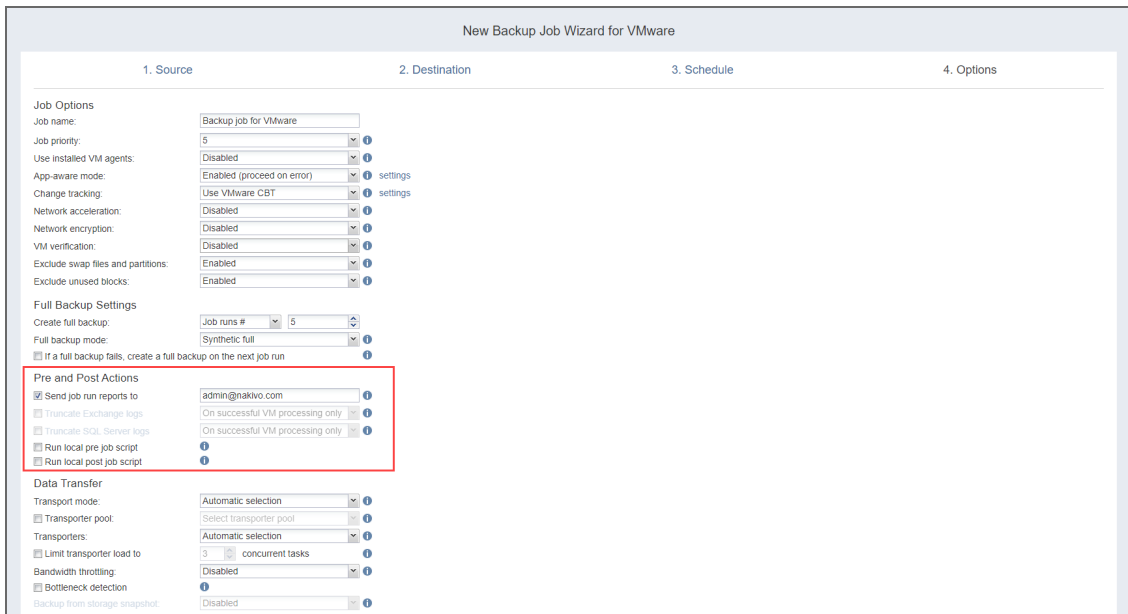 New Backup Job Wizard for VMware
1. Source 2. Destination 3. Schedule 4. Options
Job Options
Job name: Backup job for VMware
Job priority: 5
Use installed VM agents: Disabled
App-aware mode: Enabled (proceed on error) settings
Change tracking: Use VMware CBT settings
Network acceleration: Disabled
Network encryption: Disabled
VM verification: Disabled
Exclude swap files and partitions: Enabled
Exclude unused blocks: Enabled
Full Backup Settings
Create full backup: Job runs # 5
Full backup mode: Synthetic full
If a full backup fails, create a full backup on the next job run
Pre and Post Actions
Send job run reports to admin@nakivo.com
Truncate Exchange logs On successful VM processing only
Truncate SQL Server logs On successful VM processing only
Run local pre job script
Run local post job script
Data Transfer
Transport mode: Automatic selection
Transporter pool: Select transporter pool
Transporters: Automatic selection
Limit transporter load to 3 concurrent tasks
Bandwidth throttling: Disabled
Bottleneck detection
Backup from storage snapshot Disabled